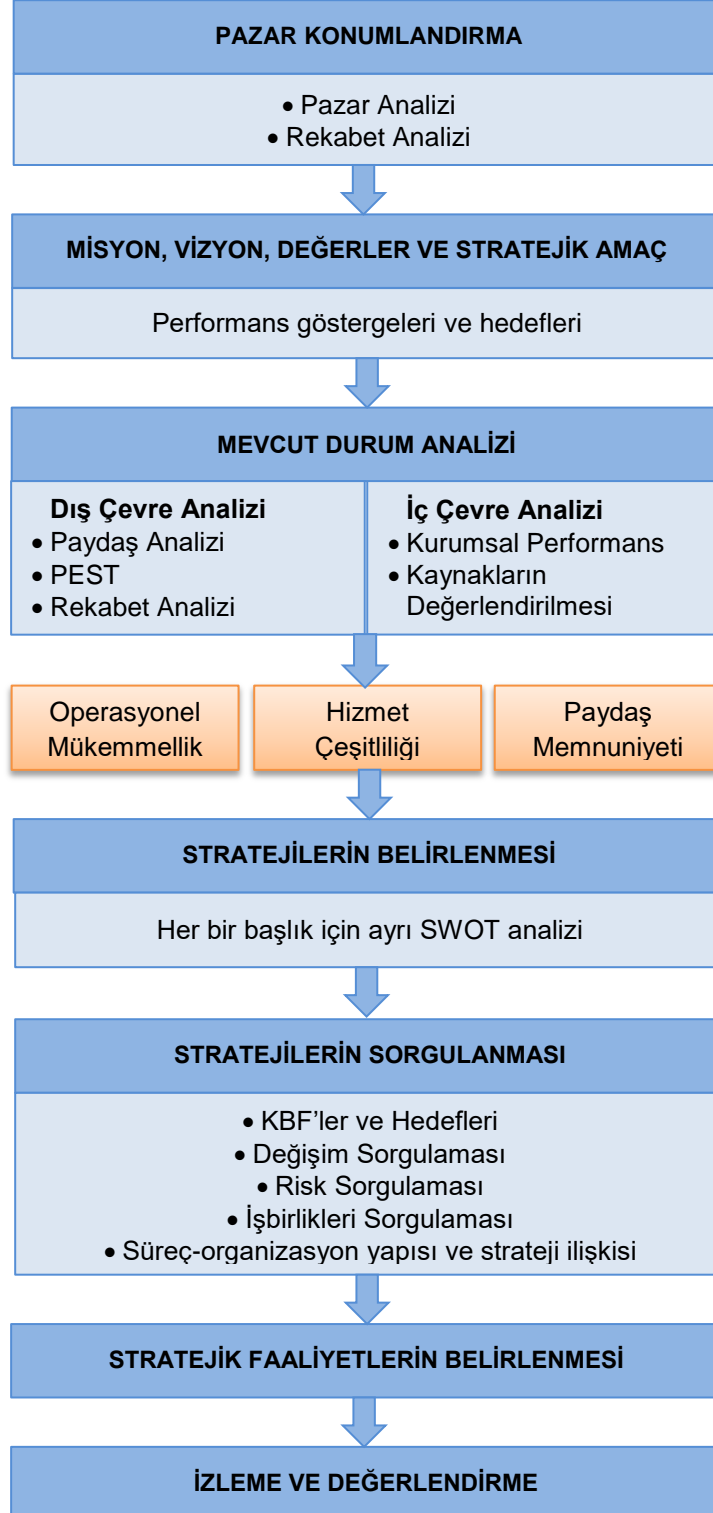 PAZAR KONUMLANDIRMA
• Pazar Analizi
• Rekabet Analizi
MİSYON, VİZYON, DEĞERLER VE STRATEJİK AMAÇ
Performans göstergeleri ve hedefleri
MEVCUT DURUM ANALİZİ
Dış Çevre Analizi
• Paydaş Analizi
• PEST
• Rekabet Analizi
İç Çevre Analizi
• Kurumsal Performans
• Kaynakların
Değerlendirilmesi
Operasyonel
Mükemmellik
Hizmet
Çeşitliliği
Paydaş
Memnuniyeti
STRATEJİLERİN BELİRLENMESİ
Her bir başlık için ayrı SWOT analizi
STRATEJİLERİN SORGULANMASI
• KBF’ler ve Hedefleri
• Değişim Sorgulaması
• Risk Sorgulaması
• İşbirlikleri Sorgulaması
• Süreç-organizasyon yapısı ve strateji ilişkisi
STRATEJİK FAALİYETLERİN BELİRLENMESİ
İZLEME VE DEĞERLENDİRME